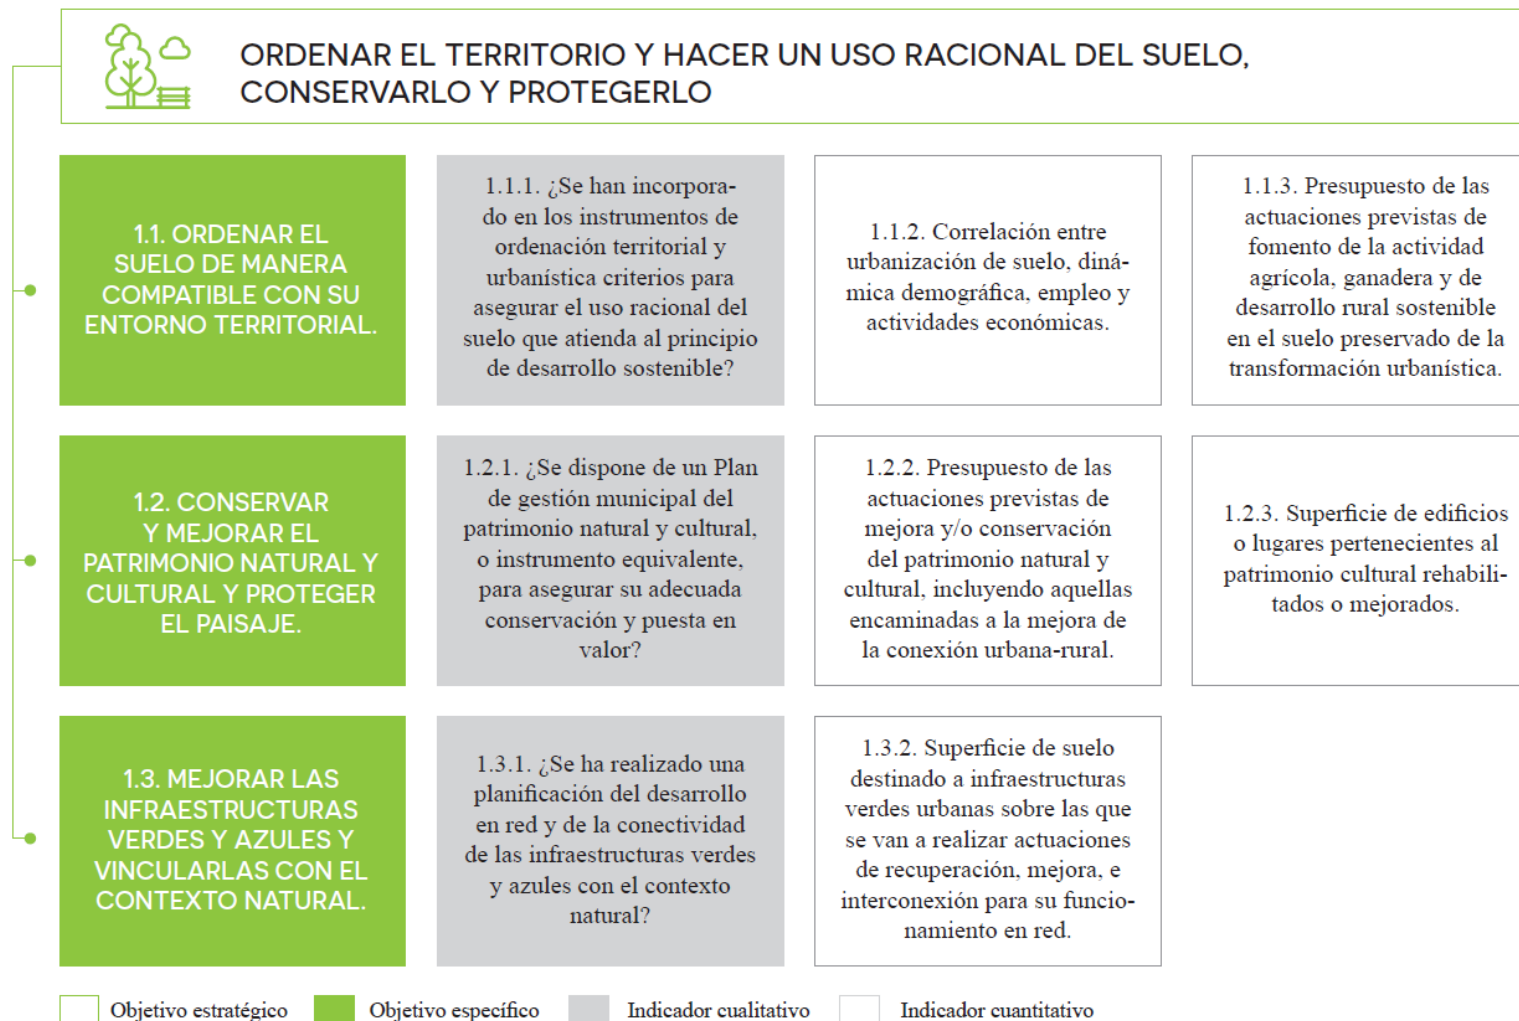 ORDENAR EL TERRITORIO Y HACER UN USO RACIONAL DEL SUELO,
CONSERVARLO Y PROTEGERLO
1.1. ORDENAR EL
SUELO DE MANERA
COMPATIBLE CON SU
ENTORNO TERRITORIAL.
1.1.1. ¿Se han incorpora-
do en los instrumentos de
ordenación territorial y
urbanística criterios para
asegurar el uso racional del
suelo que atienda al principio
de desarrollo sostenible?
1.1.2. Correlación entre
urbanización de suelo, diná-
mica demográfica, empleo y
actividades económicas.
1.1.3. Presupuesto de las
actuaciones previstas de
fomento de la actividad
agrícola, ganadera y de
desarrollo rural sostenible
en el suelo preservado de la
transformación urbanística.
1.2. CONSERVAR
Y MEJORAR EL
PATRIMONIO NATURAL Y
CULTURAL Y PROTEGER
EL PAISAJE.
1.2.1. ¿Se dispone de un Plan
de gestión municipal del
patrimonio natural y cultural,
o instrumento equivalente,
para asegurar su adecuada
conservación y puesta en
valor?
1.2.2. Presupuesto de las
actuaciones previstas de
mejora y/o conservación
del patrimonio natural y
cultural, incluyendo aquellas
encaminadas a la mejora de
la conexión urbana-rural.
1.2.3. Superficie de edificios
o lugares pertenecientes al
patrimonio cultural rehabili-
tados o mejorados.
1.3. MEJORAR LAS
INFRAESTRUCTURAS
VERDES Y AZULES Y
VINCULARLAS CON EL
CONTEXTO NATURAL.
1.3.1. ¿Se ha realizado una
planificación del desarrollo
en red y de la conectividad
de las infraestructuras verdes
y azules con el contexto
natural?
1.3.2. Superficie de suelo
destinado a infraestructuras
verdes urbanas sobre las que
se van a realizar actuaciones
de recuperación, mejora, e
interconexión para su funcio-
namiento en red.
Objetivo estratégico Objetivo específico Indicador cualitativo Indicador cuantitativo